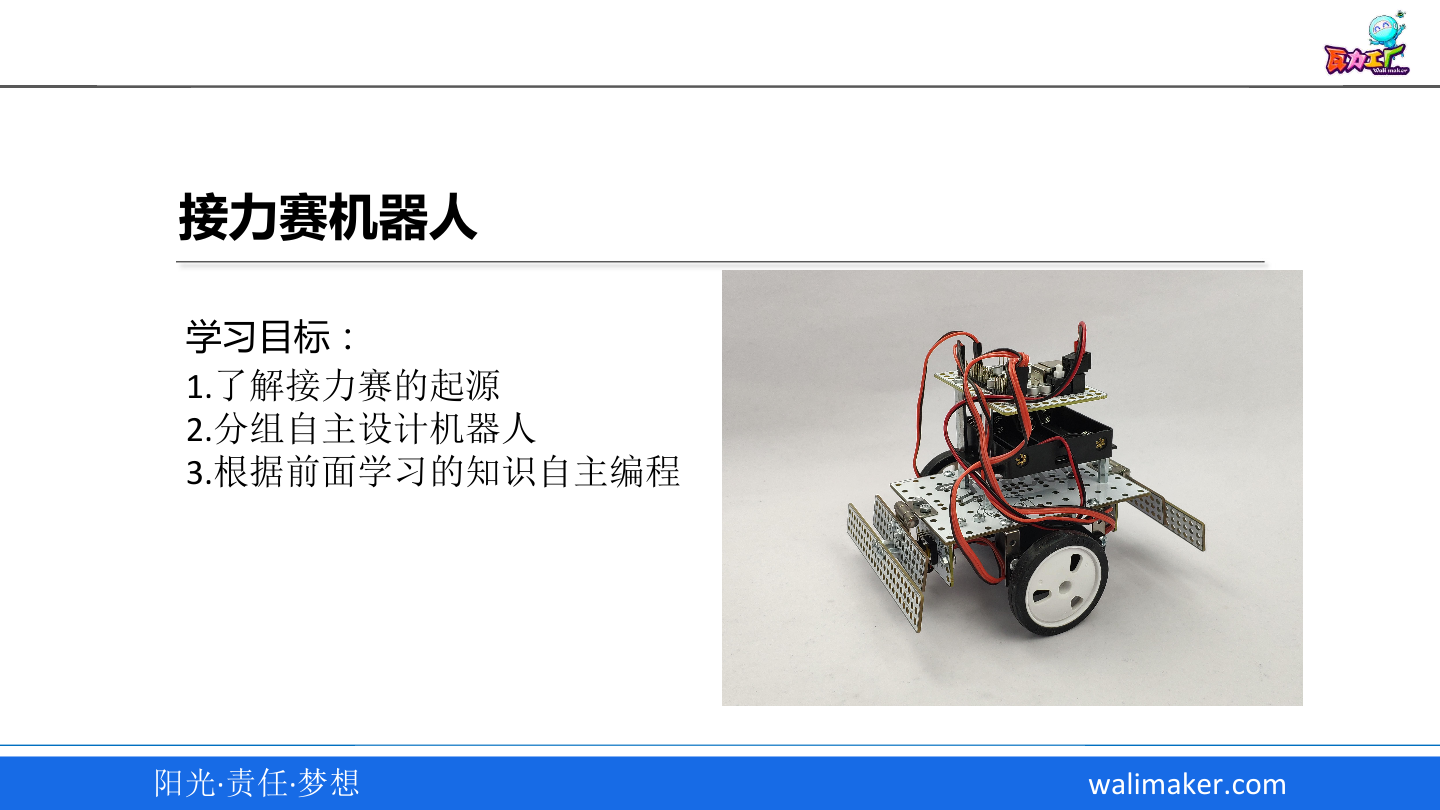 瓦力工厂
Wali maker
接力赛机器人
学习目标：
1.了解接力赛的起源
2.分组自主设计机器人
3.根据前面学习的知识自主编程
阳光·责任·梦想
walimaker.com